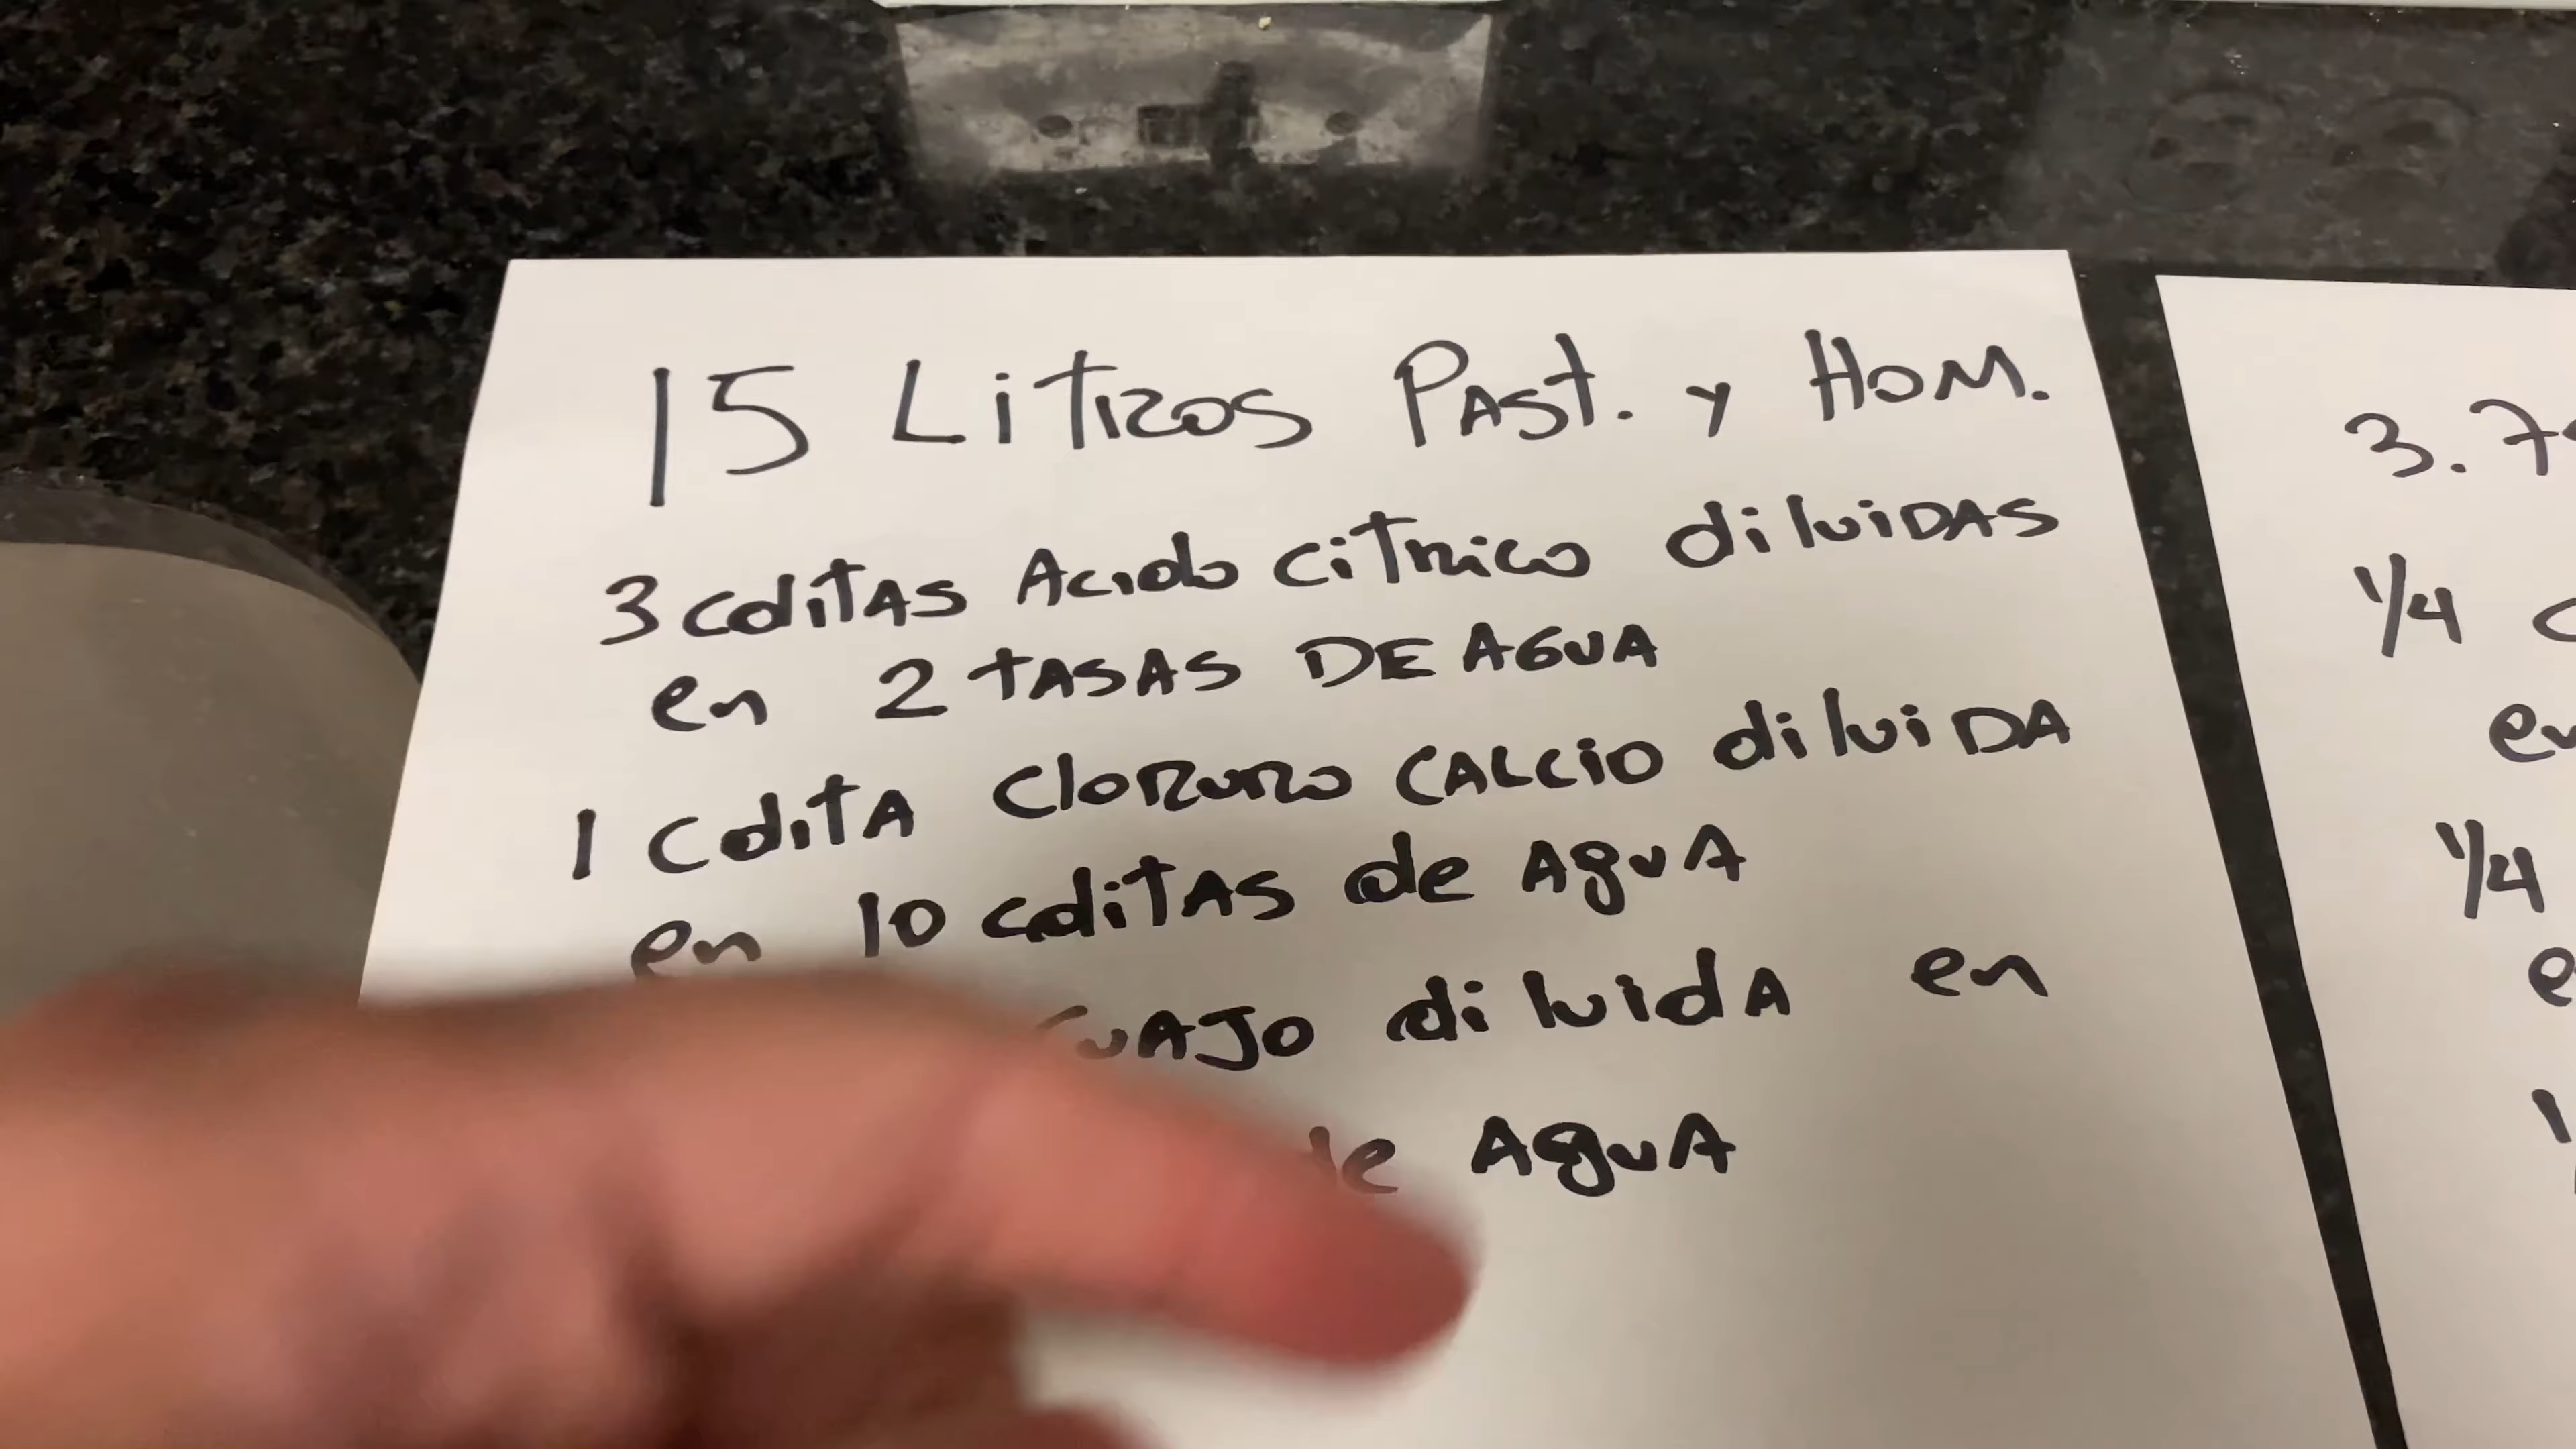 15 Litros Past. y Hom.
3 cditas Acido citrico diluidas
en 2 tasas DE AGUA
1 cdita cloruro CALCIO diluiDA
en 10 cditas de AguA
diluidA en
de AguA
3.7
1/4
1/4